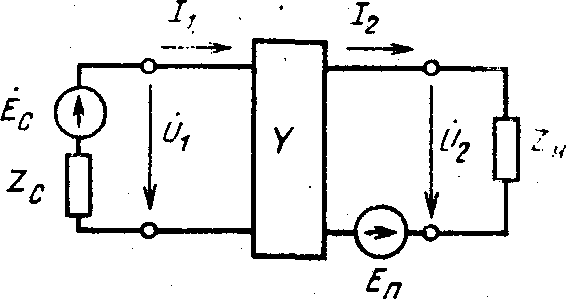 I₁ I₂
Ėc U̇₁ Y U̇₂ Zн
Zc
Eп